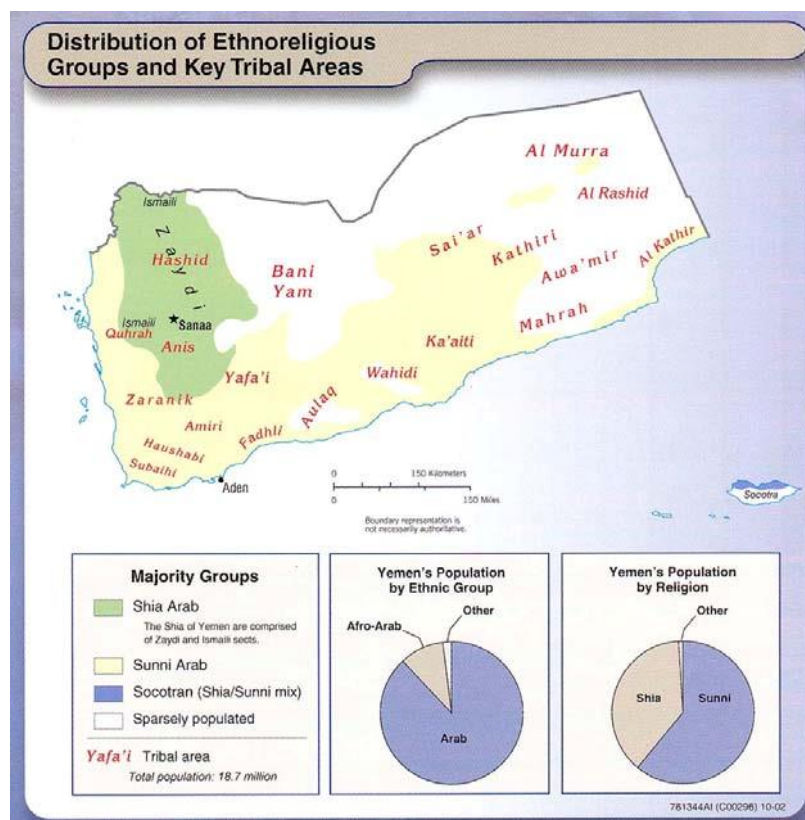 Distribution of Ethnoreligious
Groups and Key Tribal Areas
Al Murra
Al Rashid
Ismaili
Zaydi
Hashid
Sai'ar
Kathiri
Al Kathir
Bani
Yam
Awa'mir
Ismaili
Sanaa
Quhrah
Anis
Mahrah
Ka'aiti
Yafa'i
Wahidi
Zaranik
Aulaq
Amiri
Fadhli
Haushabi
Subaihi
Aden
0 150 Kilometers
0 150 Miles
Boundary representation is
not necessarily authoritative.
Socotra
Majority Groups
Shia Arab
The Shia of Yemen are comprised
of Zaydi and Ismaili sects.
Sunni Arab
Socotran (Shia/Sunni mix)
Sparsely populated
Yafa'i Tribal area
Total population: 18.7 million
Yemen's Population
by Ethnic Group
Other
Afro-Arab
Arab
Yemen's Population
by Religion
Other
Shia
Sunni
761344AI (C00296) 10-02